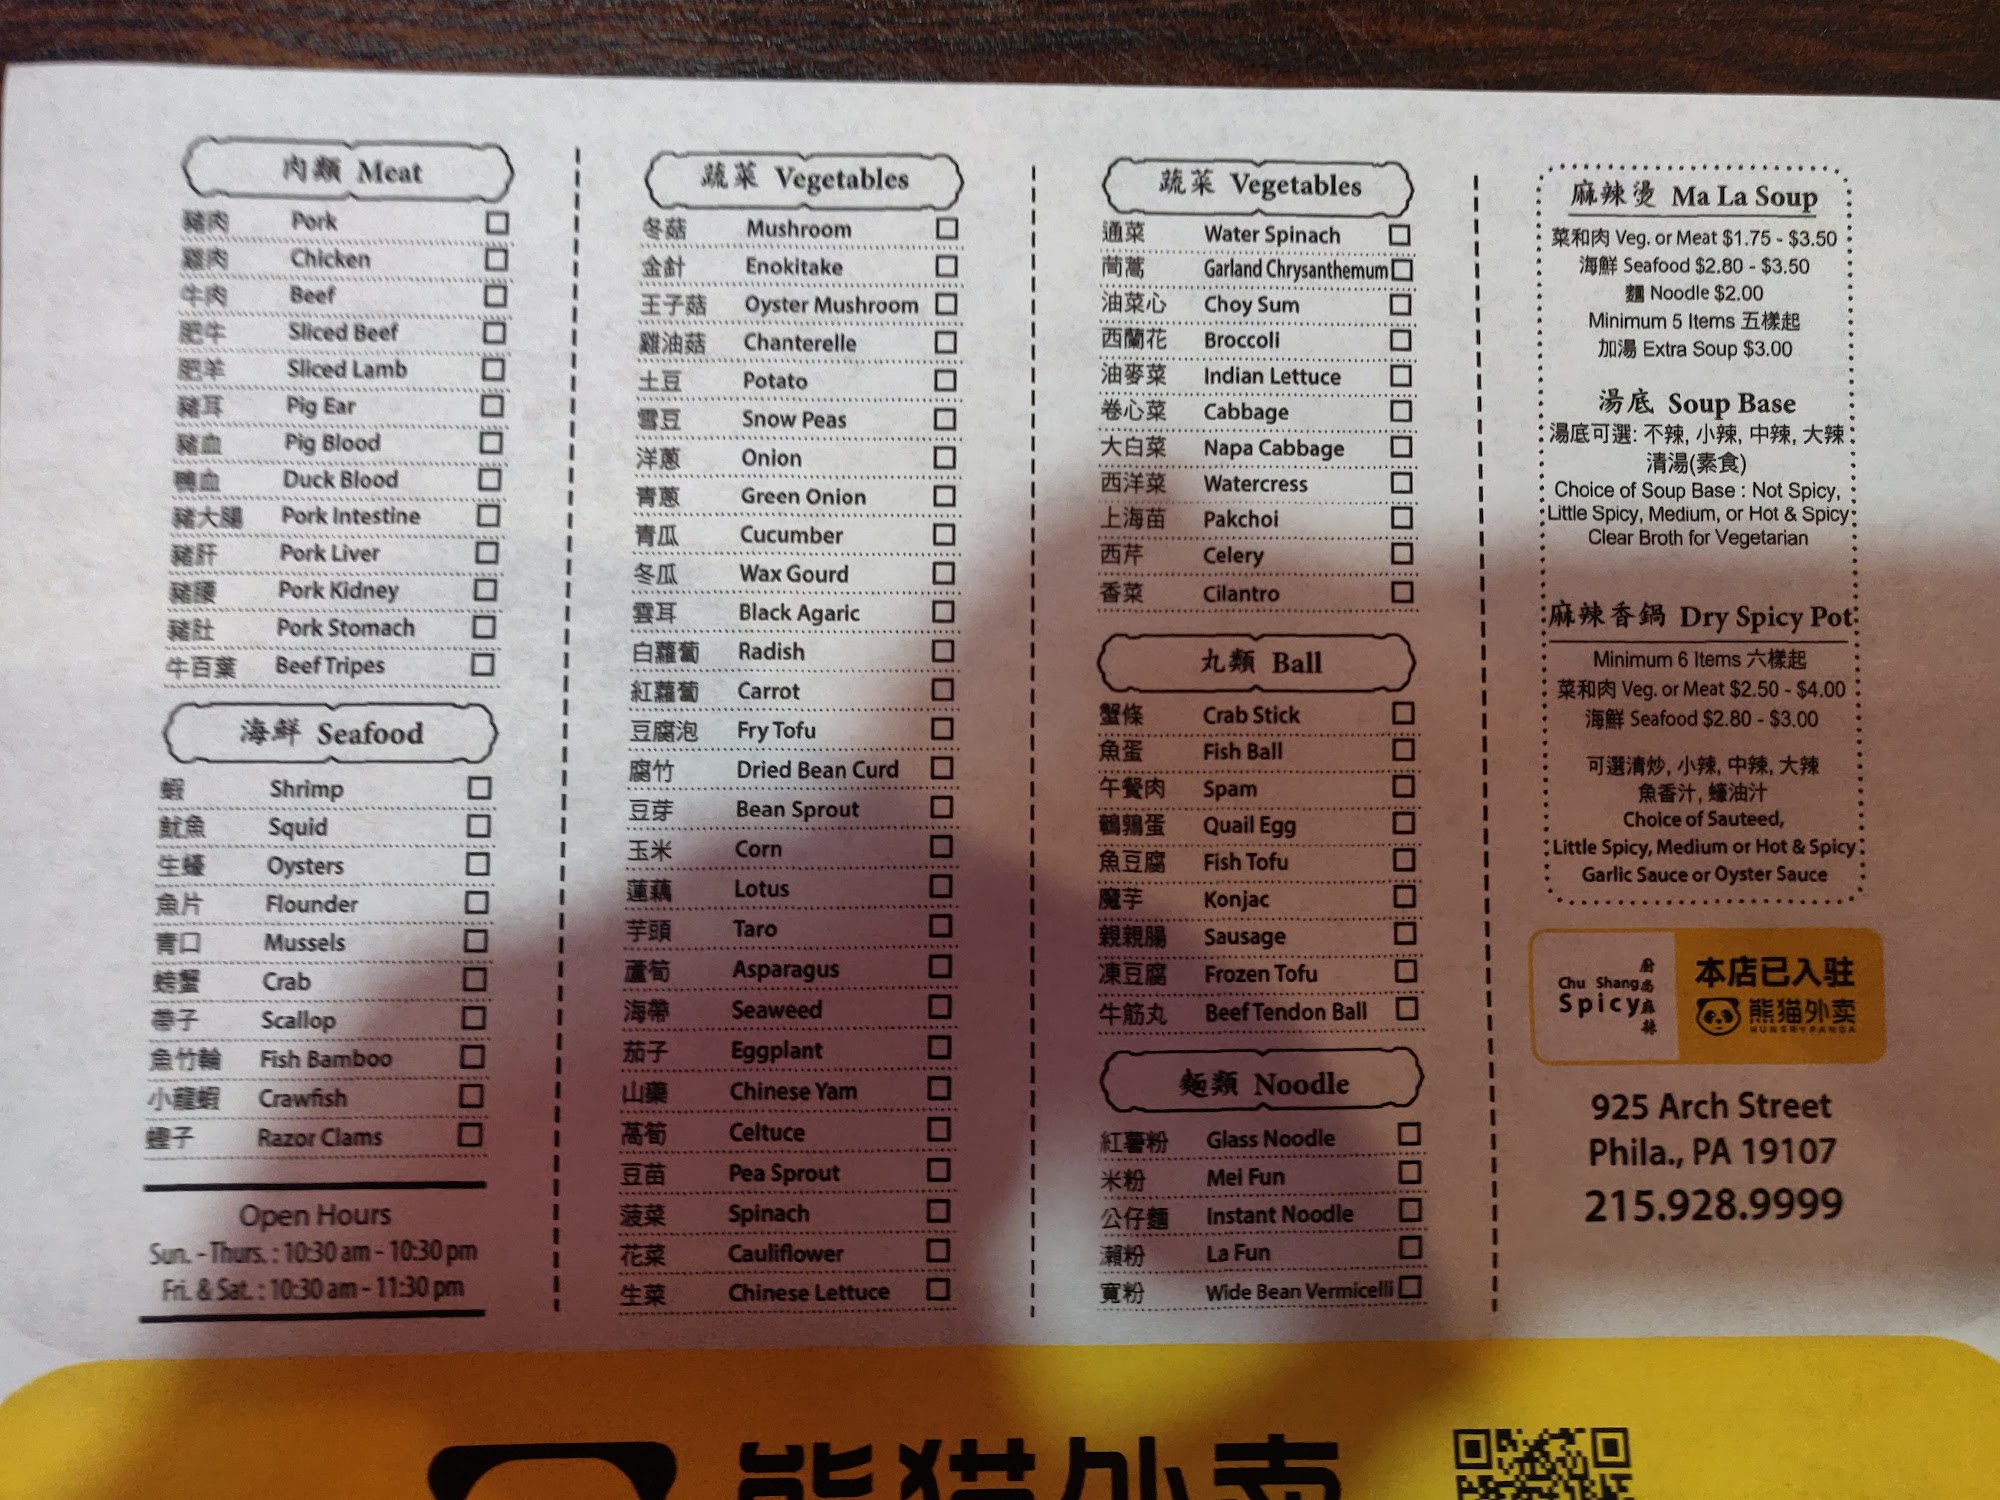 肉類 Meat
豬肉 Pork
雞肉 Chicken
牛肉 Beef
肥牛 Sliced Beef
肥羊 Sliced Lamb
豬耳 Pig Ear
豬血 Pig Blood
鴨血 Duck Blood
豬大腸 Pork Intestine
豬肝 Pork Liver
豬腰 Pork Kidney
豬肚 Pork Stomach
牛百葉 Beef Tripes
海鮮 Seafood
蝦 Shrimp
魷魚 Squid
生蠔 Oysters
魚片 Flounder
青口 Mussels
螃蟹 Crab
帶子 Scallop
魚竹輪 Fish Bamboo
小龍蝦 Crawfish
蟶子 Razor Clams
Open Hours
Sun. - Thurs. : 10:30 am - 10:30 pm
Fri. & Sat. : 10:30 am - 11:30 pm
蔬菜 Vegetables
冬菇 Mushroom
金針 Enokitake
王子菇 Oyster Mushroom
雞油菇 Chanterelle
土豆 Potato
雪豆 Snow Peas
洋蔥 Onion
青蔥 Green Onion
青瓜 Cucumber
冬瓜 Wax Gourd
雲耳 Black Agaric
白蘿蔔 Radish
紅蘿蔔 Carrot
豆腐泡 Fry Tofu
腐竹 Dried Bean Curd
豆芽 Bean Sprout
玉米 Corn
蓮藕 Lotus
芋頭 Taro
蘆筍 Asparagus
海帶 Seaweed
茄子 Eggplant
山藥 Chinese Yam
萵筍 Celtuce
豆苗 Pea Sprout
菠菜 Spinach
花菜 Cauliflower
生菜 Chinese Lettuce
蔬菜 Vegetables
通菜 Water Spinach
茼蒿 Garland Chrysanthemum
油菜心 Choy Sum
西蘭花 Broccoli
油麥菜 Indian Lettuce
卷心菜 Cabbage
大白菜 Napa Cabbage
西洋菜 Watercress
上海苗 Pakchoi
西芹 Celery
香菜 Cilantro
丸類 Ball
蟹條 Crab Stick
魚蛋 Fish Ball
午餐肉 Spam
鵪鶉蛋 Quail Egg
魚豆腐 Fish Tofu
魔芋 Konjac
親親腸 Sausage
凍豆腐 Frozen Tofu
牛筋丸 Beef Tendon Ball
麵類 Noodle
紅薯粉 Glass Noodle
米粉 Mei Fun
公仔麵 Instant Noodle
瀨粉 La Fun
寬粉 Wide Bean Vermicelli
麻辣燙 Ma La Soup
菜和肉 Veg. or Meat $1.75 - $3.50
海鮮 Seafood $2.80 - $3.50
麵 Noodle $2.00
Minimum 5 Items 五樣起
加湯 Extra Soup $3.00
湯底 Soup Base
湯底可選: 不辣, 小辣, 中辣, 大辣
清湯(素食)
Choice of Soup Base : Not Spicy,
Little Spicy, Medium, or Hot & Spicy
Clear Broth for Vegetarian
麻辣香鍋 Dry Spicy Pot
Minimum 6 Items 六樣起
菜和肉 Veg. or Meat $2.50 - $4.00
海鮮 Seafood $2.80 - $3.00
可選清炒, 小辣, 中辣, 大辣
魚香汁, 蠔油汁
Choice of Sauteed,
Little Spicy, Medium or Hot & Spicy
Garlic Sauce or Oyster Sauce
Chu Shang
Spicy
廚尚麻辣
本店已入驻
熊猫外卖
HUNGRYPANDA
925 Arch Street
Phila., PA 19107
215.928.9999
熊猫外卖